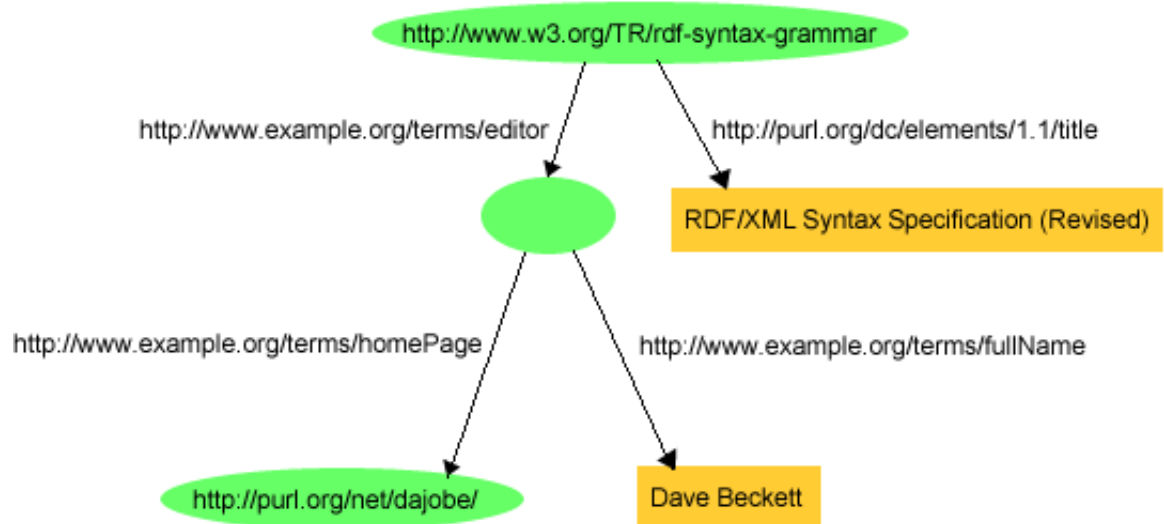 http://www.w3.org/TR/rdf-syntax-grammar
http://www.example.org/terms/editor
http://purl.org/dc/elements/1.1/title
RDF/XML Syntax Specification (Revised)
http://www.example.org/terms/homePage
http://www.example.org/terms/fullName
http://purl.org/net/dajobe/
Dave Beckett